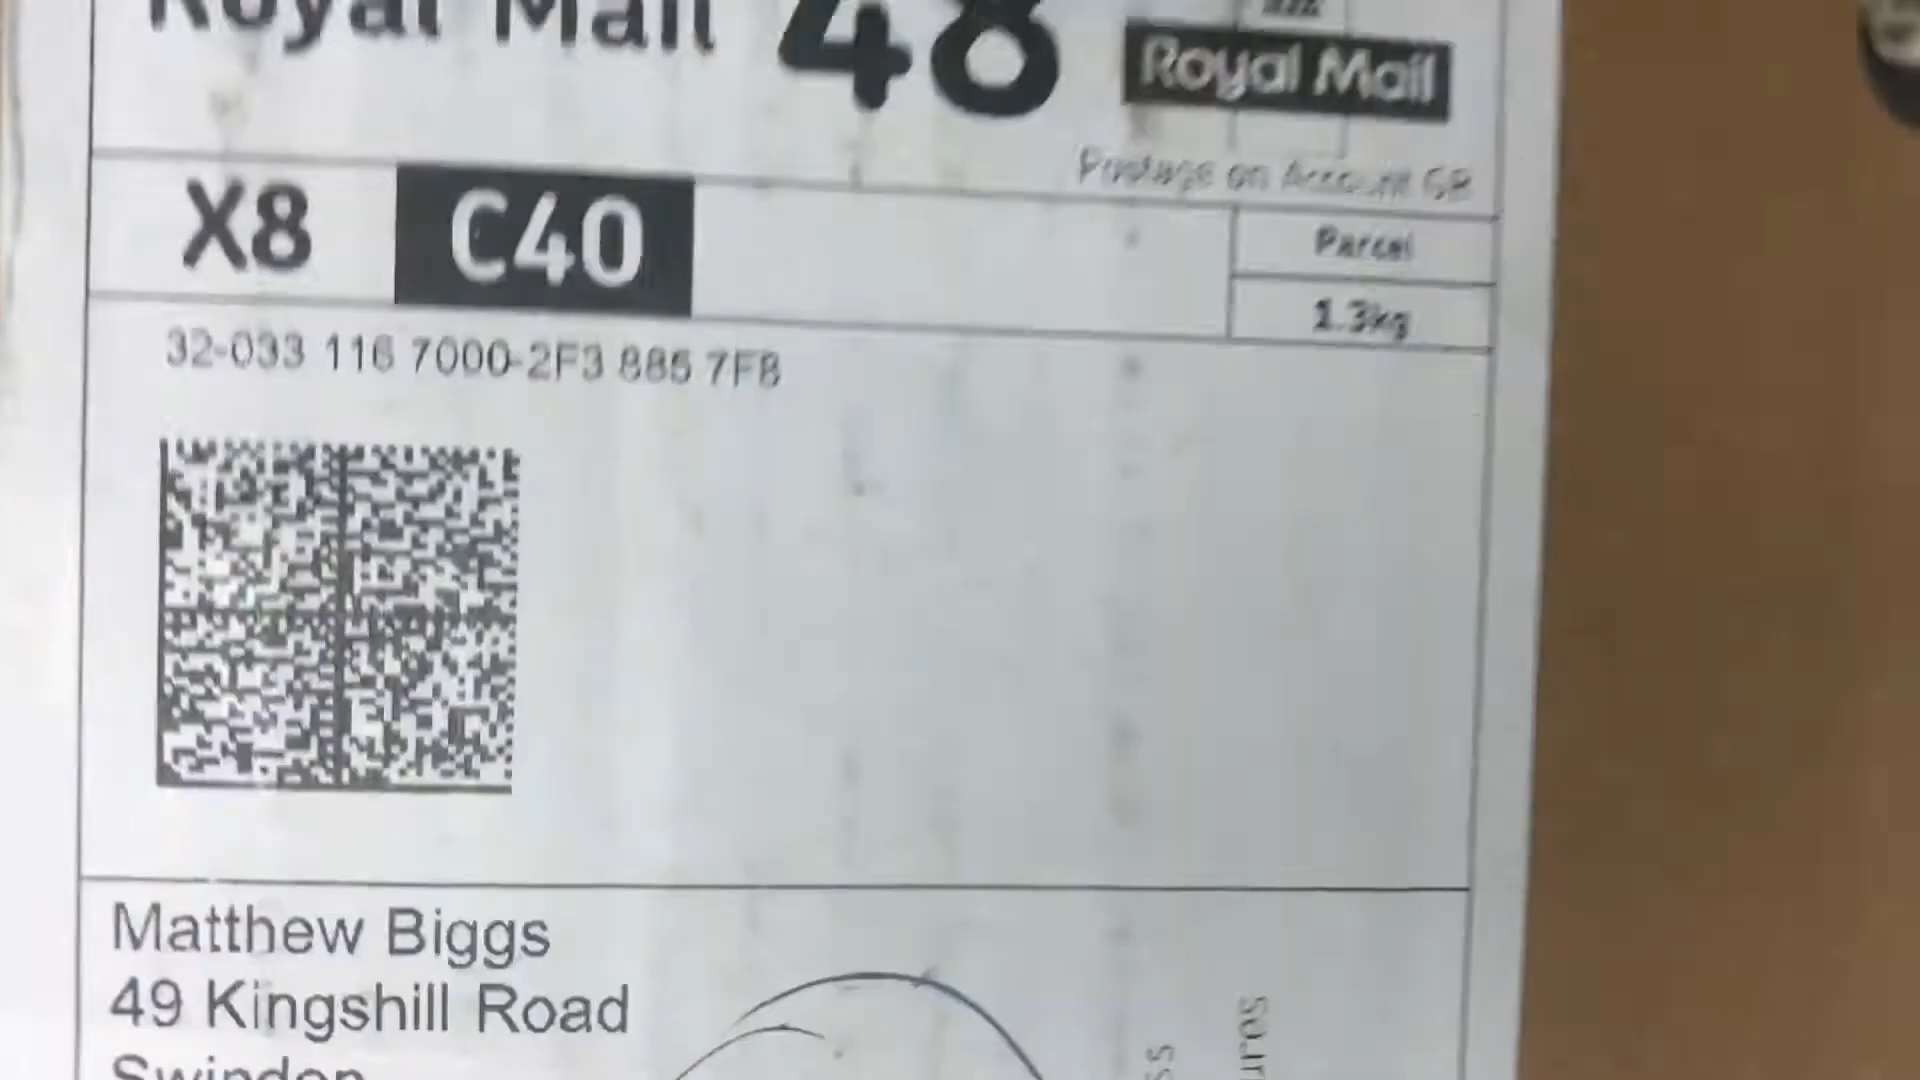 Royal Mail 48
Royal Mail
Postage on Account GB
X8 C40
Parcel
1.3kg
32-033 116 7000-2F3 885 7F8
Matthew Biggs
49 Kingshill Road
Swindon